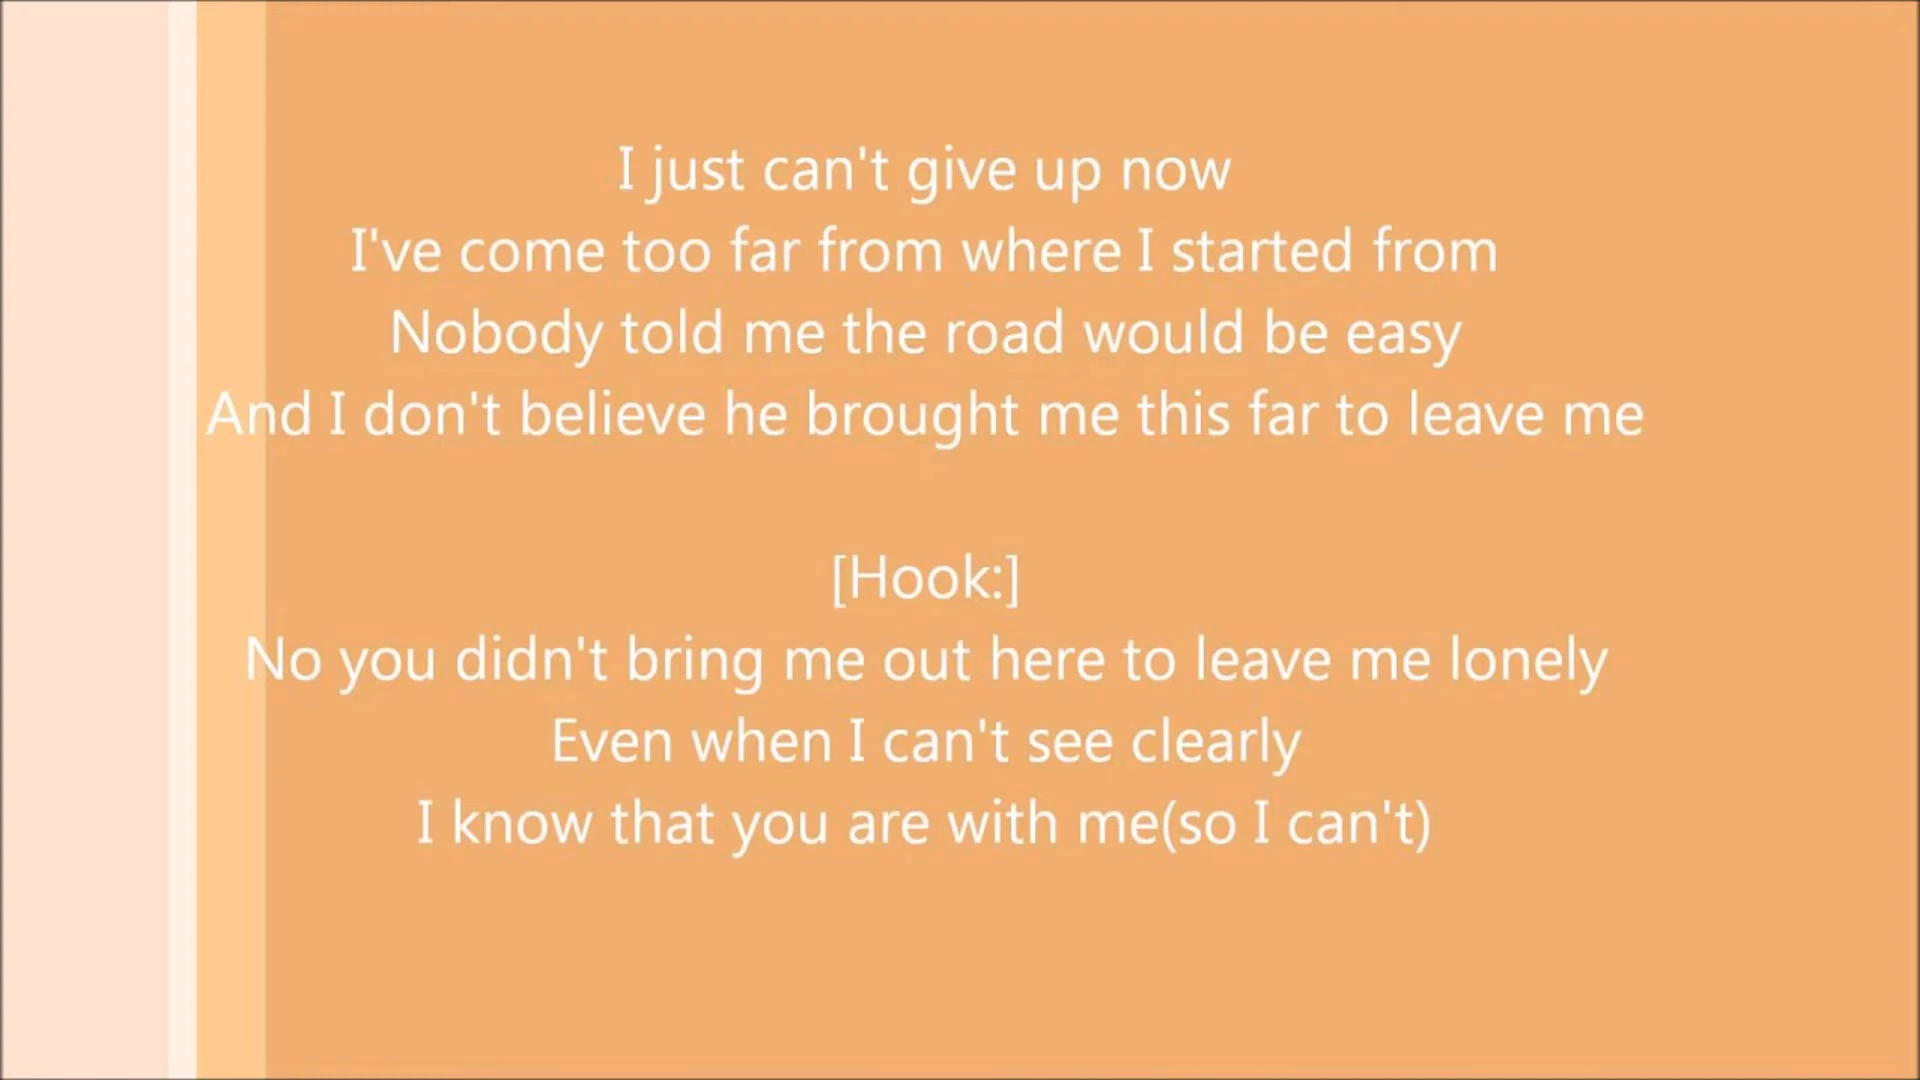 I just can't give up now
I've come too far from where I started from
Nobody told me the road would be easy
And I don't believe he brought me this far to leave me
[Hook:]
No you didn't bring me out here to leave me lonely
Even when I can't see clearly
I know that you are with me(so I can't)